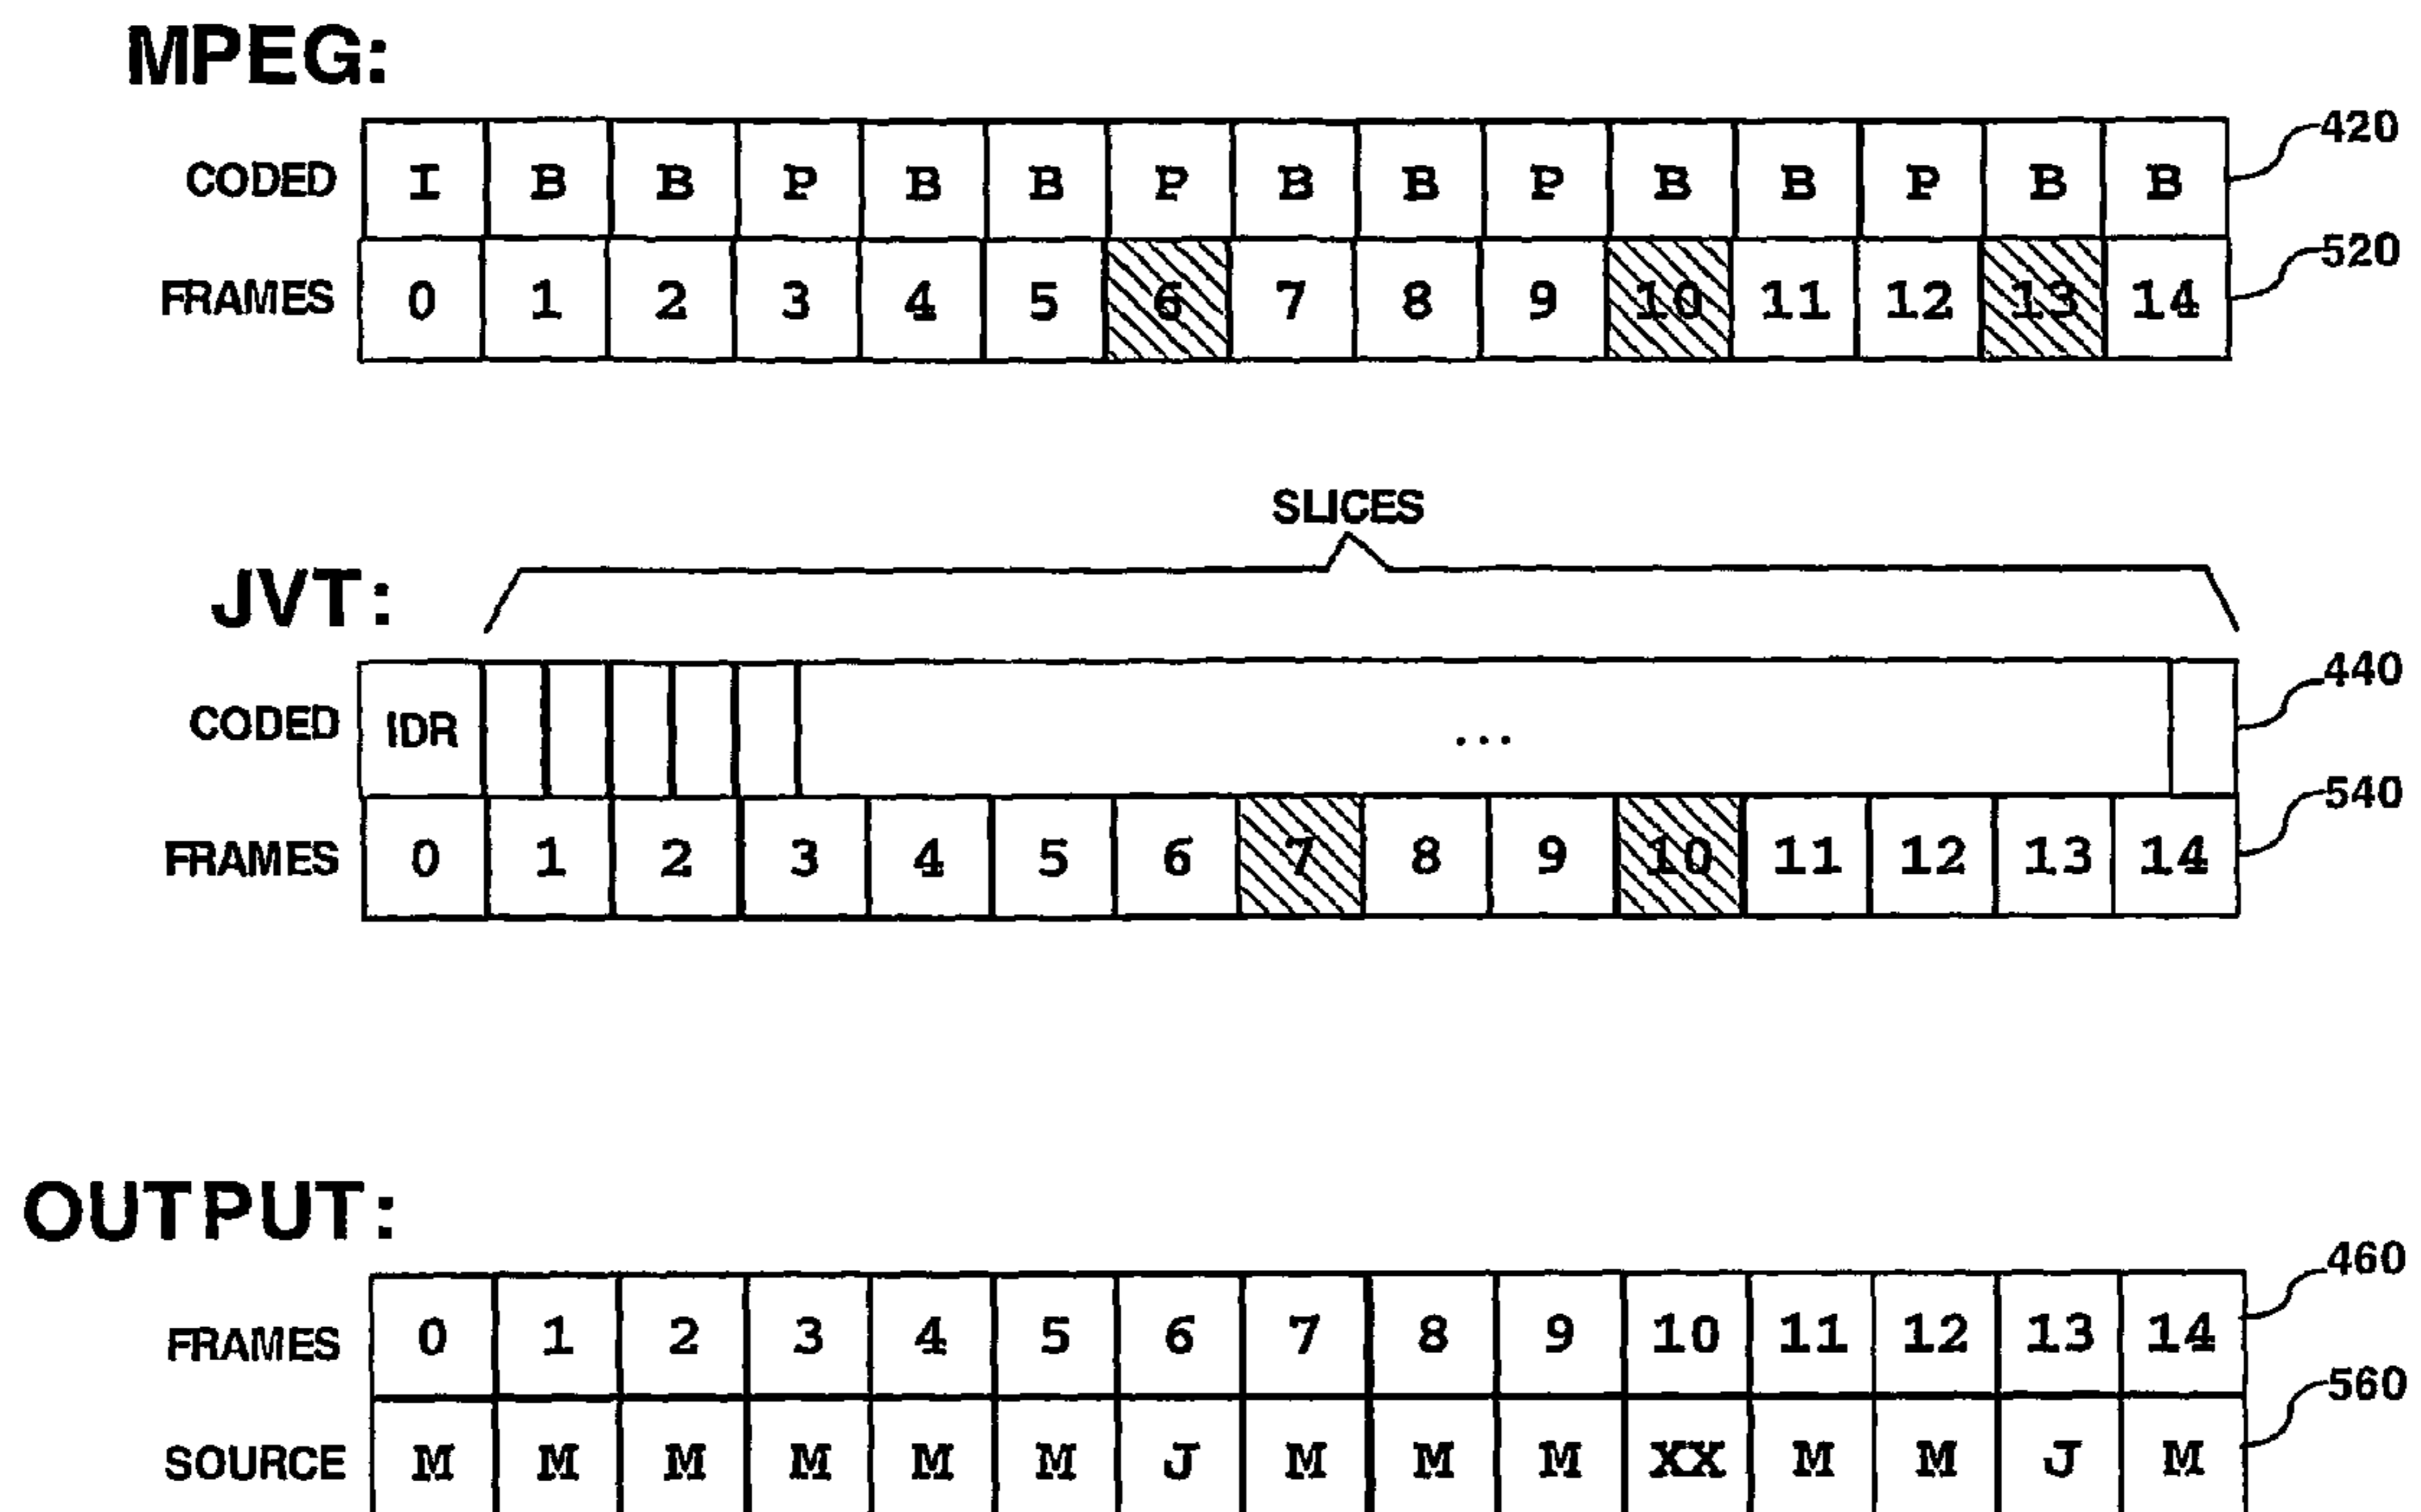 MPEG:
420
CODED I B B P B B P B B P B B P B B
520
FRAMES 0 1 2 3 4 5 6 7 8 9 10 11 12 13 14
SLICES
JVT:
440
CODED IDR ...
540
FRAMES 0 1 2 3 4 5 6 7 8 9 10 11 12 13 14
OUTPUT:
460
FRAMES 0 1 2 3 4 5 6 7 8 9 10 11 12 13 14
560
SOURCE M M M M M M J M M M XX M M J M